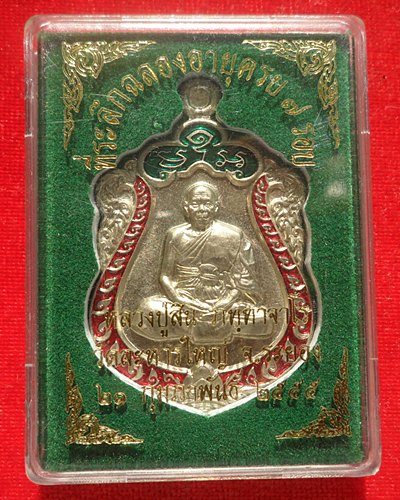 ที่ระลึกฉลองอายุครบ ๗ รอบ
หลวงปู่สิน ภทฺทาจาโร
วัดละหารใหญ่ จ.ระยอง
๒๑ กุมภาพันธ์ ๒๕๕๕